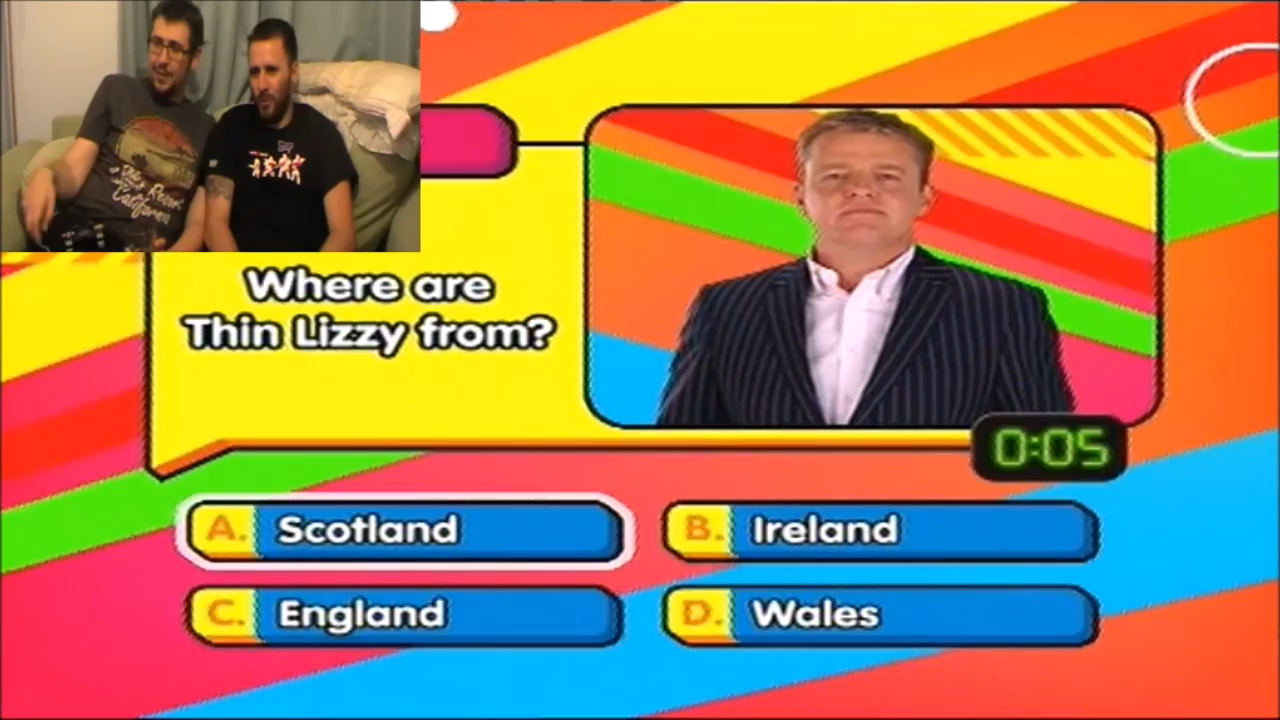 Where are
Thin Lizzy from?
0:05
A. Scotland
B. Ireland
C. England
D. Wales